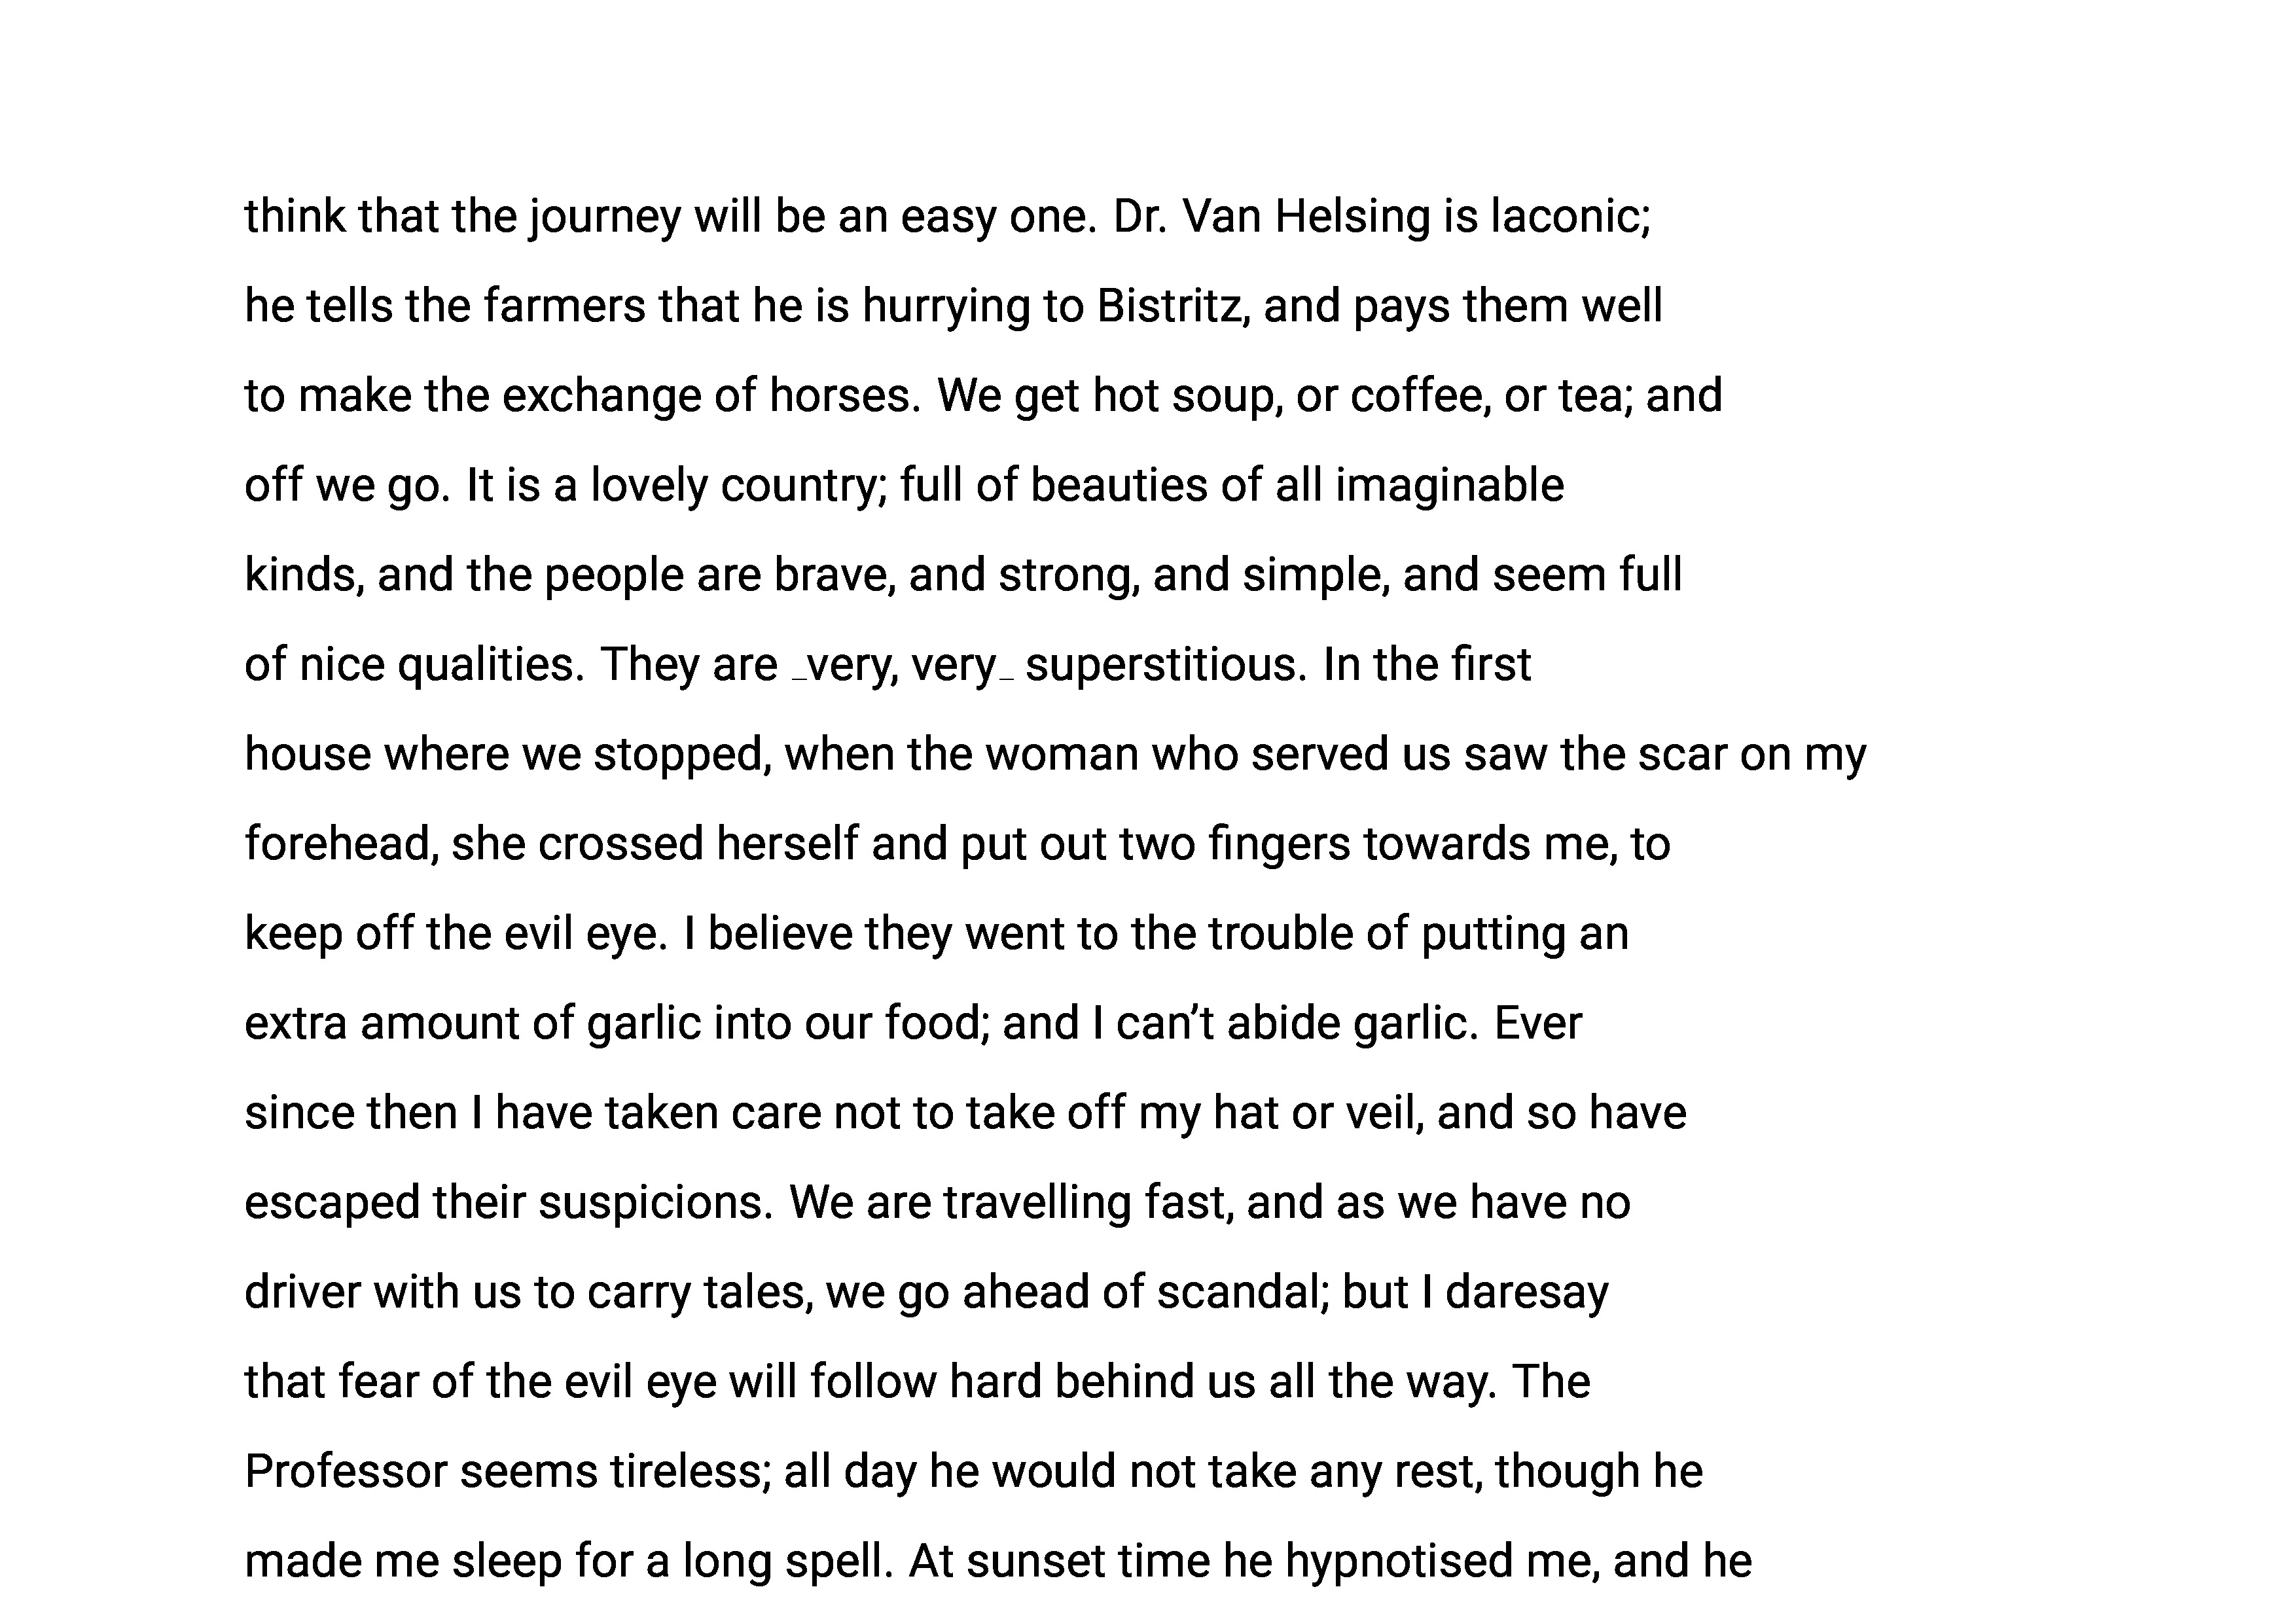 think that the journey will be an easy one. Dr. Van Helsing is laconic;
he tells the farmers that he is hurrying to Bistritz, and pays them well
to make the exchange of horses. We get hot soup, or coffee, or tea; and
off we go. It is a lovely country; full of beauties of all imaginable
kinds, and the people are brave, and strong, and simple, and seem full
of nice qualities. They are _very, very_ superstitious. In the first
house where we stopped, when the woman who served us saw the scar on my
forehead, she crossed herself and put out two fingers towards me, to
keep off the evil eye. I believe they went to the trouble of putting an
extra amount of garlic into our food; and I can’t abide garlic. Ever
since then I have taken care not to take off my hat or veil, and so have
escaped their suspicions. We are travelling fast, and as we have no
driver with us to carry tales, we go ahead of scandal; but I daresay
that fear of the evil eye will follow hard behind us all the way. The
Professor seems tireless; all day he would not take any rest, though he
made me sleep for a long spell. At sunset time he hypnotised me, and he